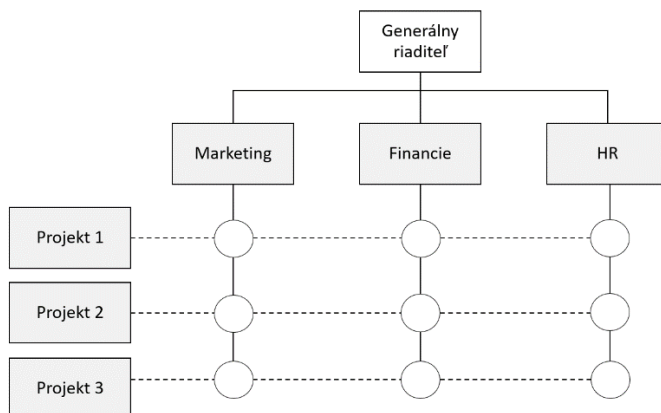 Generálny
riaditeľ
Marketing
Financie
HR
Projekt 1
Projekt 2
Projekt 3